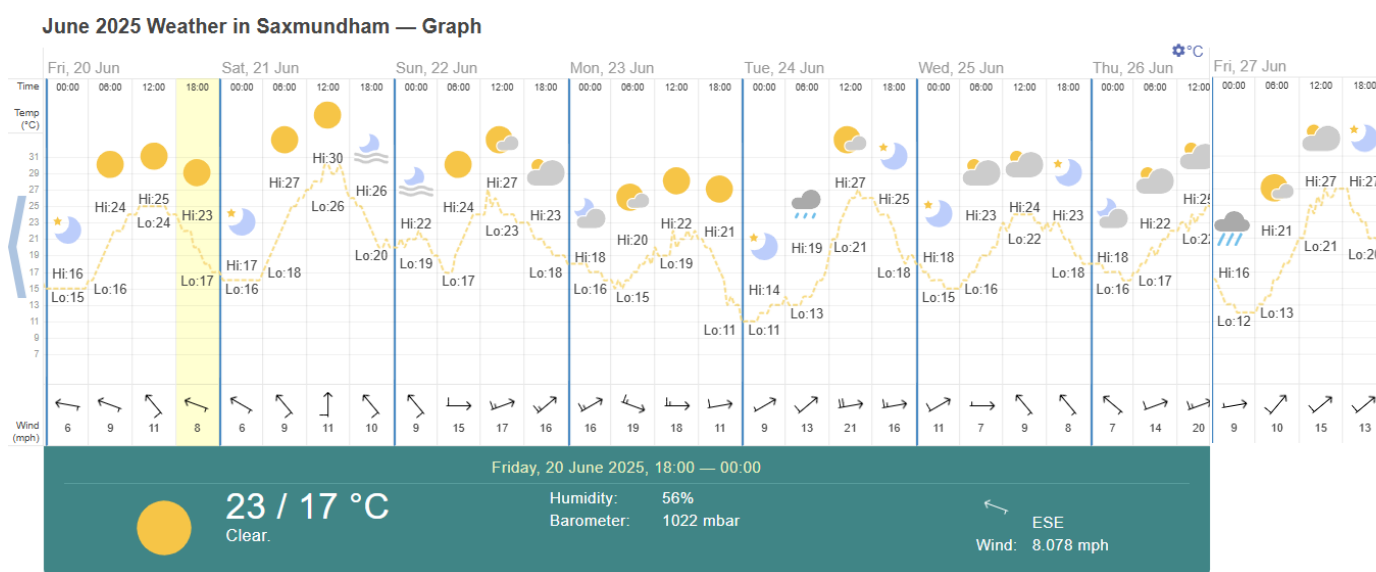 June 2025 Weather in Saxmundham — Graph
°C
Fri, 20 Jun Sat, 21 Jun Sun, 22 Jun Mon, 23 Jun Tue, 24 Jun Wed, 25 Jun Thu, 26 Jun Fri, 27 Jun
Time 00:00 06:00 12:00 18:00 00:00 06:00 12:00 18:00 00:00 06:00 12:00 18:00 00:00 06:00 12:00 18:00 00:00 06:00 12:00 18:00 00:00 06:00 12:00 18:00 00:00 06:00 12:00 00:00 06:00 12:00 18:00
Temp
(°C)
31
29
27
25
23
21
19
17
15
13
11
9
7
Hi:16 Hi:24 Hi:25 Hi:23 Hi:17 Hi:27 Hi:30 Hi:26 Hi:22 Hi:24 Hi:27 Hi:23 Hi:18 Hi:20 Hi:22 Hi:21 Hi:14 Hi:19 Hi:27 Hi:25 Hi:18 Hi:23 Hi:24 Hi:23 Hi:18 Hi:22 Hi:25 Hi:16 Hi:21 Hi:27 Hi:27
Lo:15 Lo:16 Lo:24 Lo:17 Lo:16 Lo:18 Lo:26 Lo:20 Lo:19 Lo:17 Lo:23 Lo:18 Lo:16 Lo:15 Lo:19 Lo:11 Lo:11 Lo:13 Lo:21 Lo:18 Lo:15 Lo:16 Lo:22 Lo:18 Lo:16 Lo:17 Lo:22 Lo:12 Lo:13 Lo:21 Lo:20
Wind
(mph)
6 9 11 8 6 9 11 10 9 15 17 16 16 19 18 11 9 13 21 16 11 7 9 8 7 14 20 9 10 15 13
Friday, 20 June 2025, 18:00 — 00:00
23 / 17 °C
Clear.
Humidity: 56%
Barometer: 1022 mbar
ESE
Wind: 8.078 mph